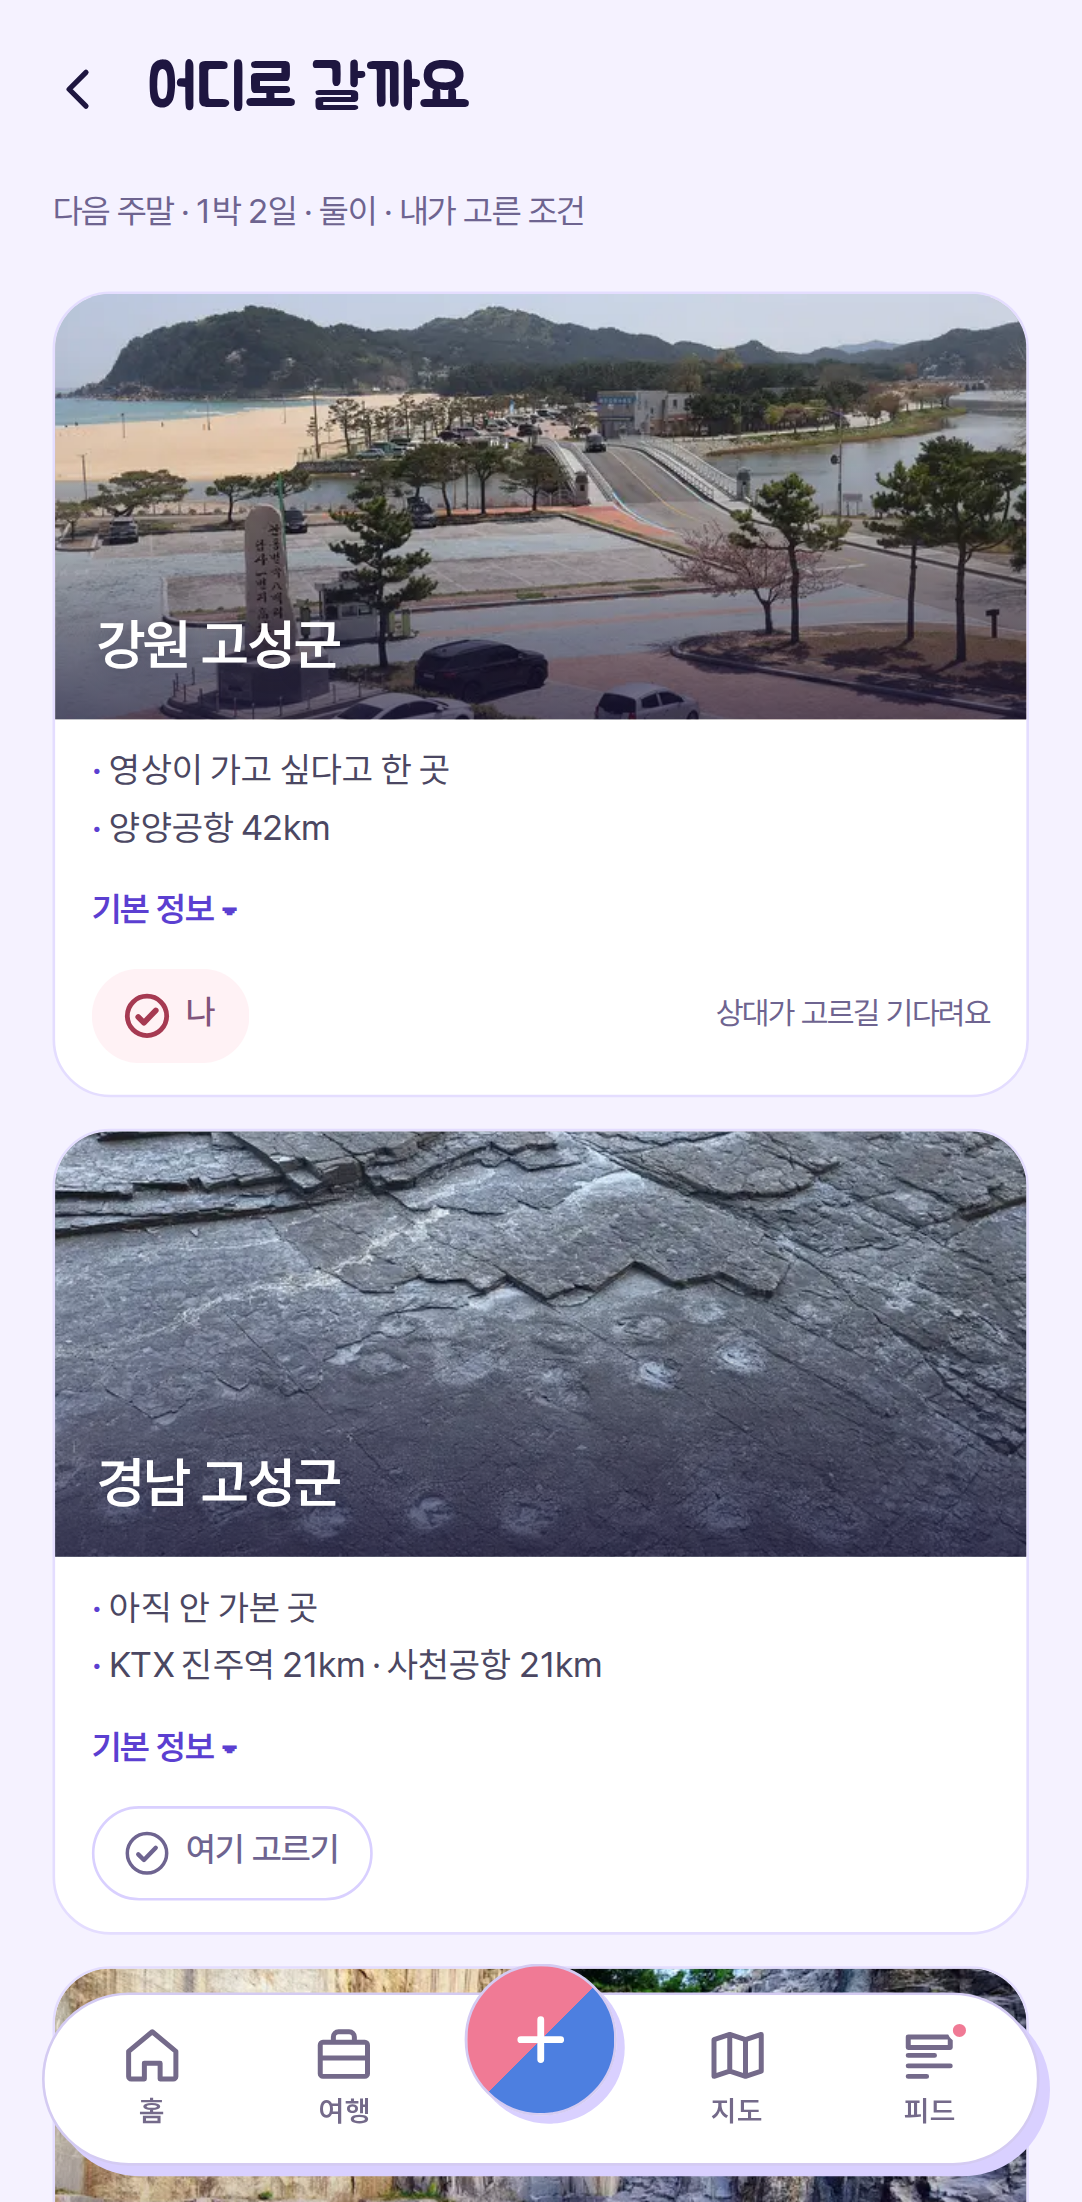 어디로 갈까요
다음 주말 · 1박 2일 · 둘이 · 내가 고른 조건
강원 고성군
· 영상이 가고 싶다고 한 곳
· 양양공항 42km
기본 정보
나
상대가 고르길 기다려요
경남 고성군
· 아직 안 가본 곳
· KTX 진주역 21km · 사천공항 21km
기본 정보
여기 고르기
홈
여행
지도
피드